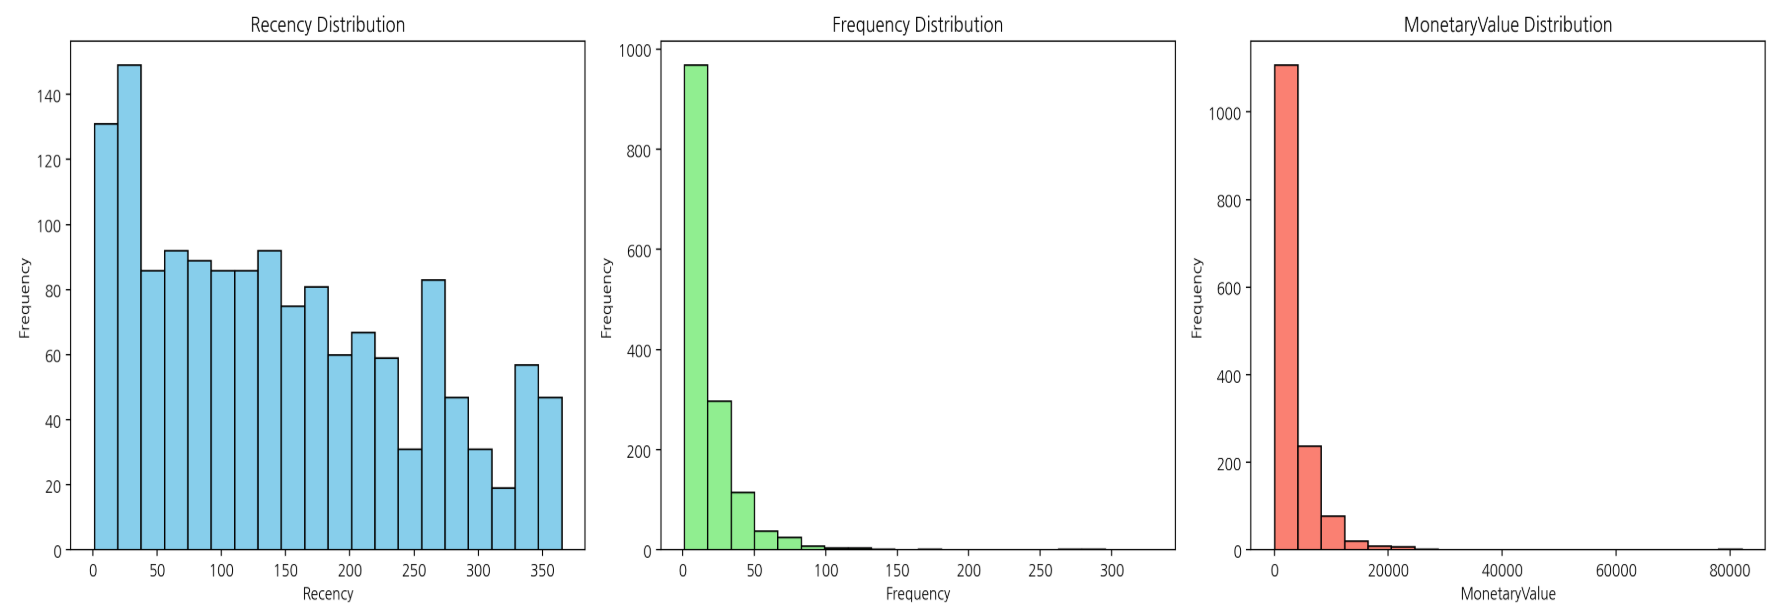 Recency Distribution
Frequency
140
120
100
80
60
40
20
0
0 50 100 150 200 250 300 350
Recency
Frequency Distribution
Frequency
1000
800
600
400
200
0
0 50 100 150 200 250 300
Frequency
MonetaryValue Distribution
Frequency
1000
800
600
400
200
0
0 20000 40000 60000 80000
MonetaryValue